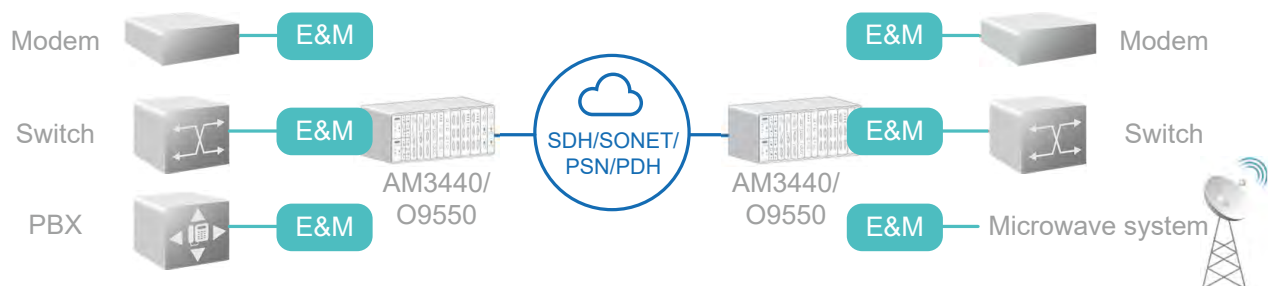 Modem
E&M
E&M
Modem
Switch
E&M
SDH/SONET/
PSN/PDH
E&M
Switch
AM3440/
O9550
AM3440/
O9550
PBX
E&M
E&M
Microwave system